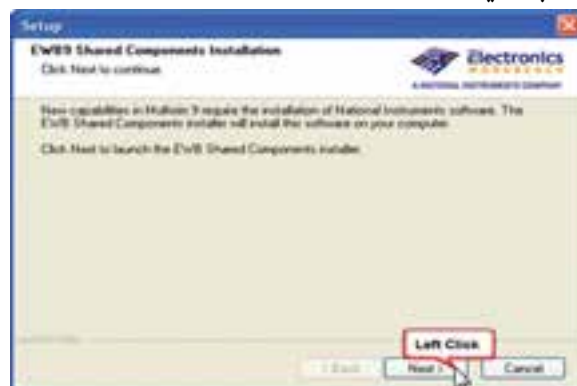 Setup
EWB9 Shared Components Installation
Click Next to continue
Electronics
WORKBENCH
A NATIONAL INSTRUMENTS COMPANY
New capabilities in Multisim 9 require the installation of National Instruments software. The
EWB Shared Components installer will install this software on your computer.
Click Next to launch the EWB Shared Components installer.
Left Click
< Back
Next >
Cancel